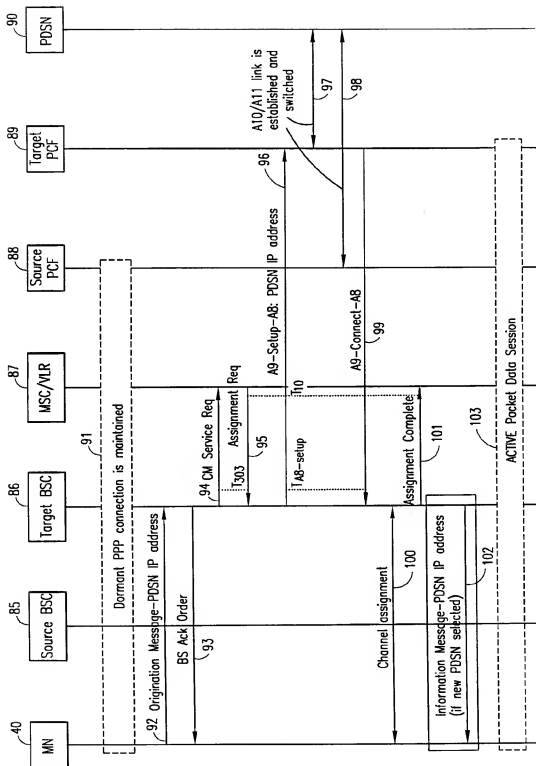 40
MN
85
Source BSC
86
Target BSC
87
MSC/VLR
88
Source PCF
89
Target PCF
90
PDSN
91
Dormant PPP connection is maintained
92 Origination Message-PDSN IP address
BS Ack Order
93
94 CM Service Req
T303
Assignment Req
95
A9-Setup-A8: PDSN IP address
96
A10/A11 link is
established and
switched
97
98
TA8-setup
T10
A9-Connect-A8
99
Channel assignment
100
Assignment Complete
101
Information Message-PDSN IP address
(if new PDSN selected)
102
103
ACTIVE Packet Data Session